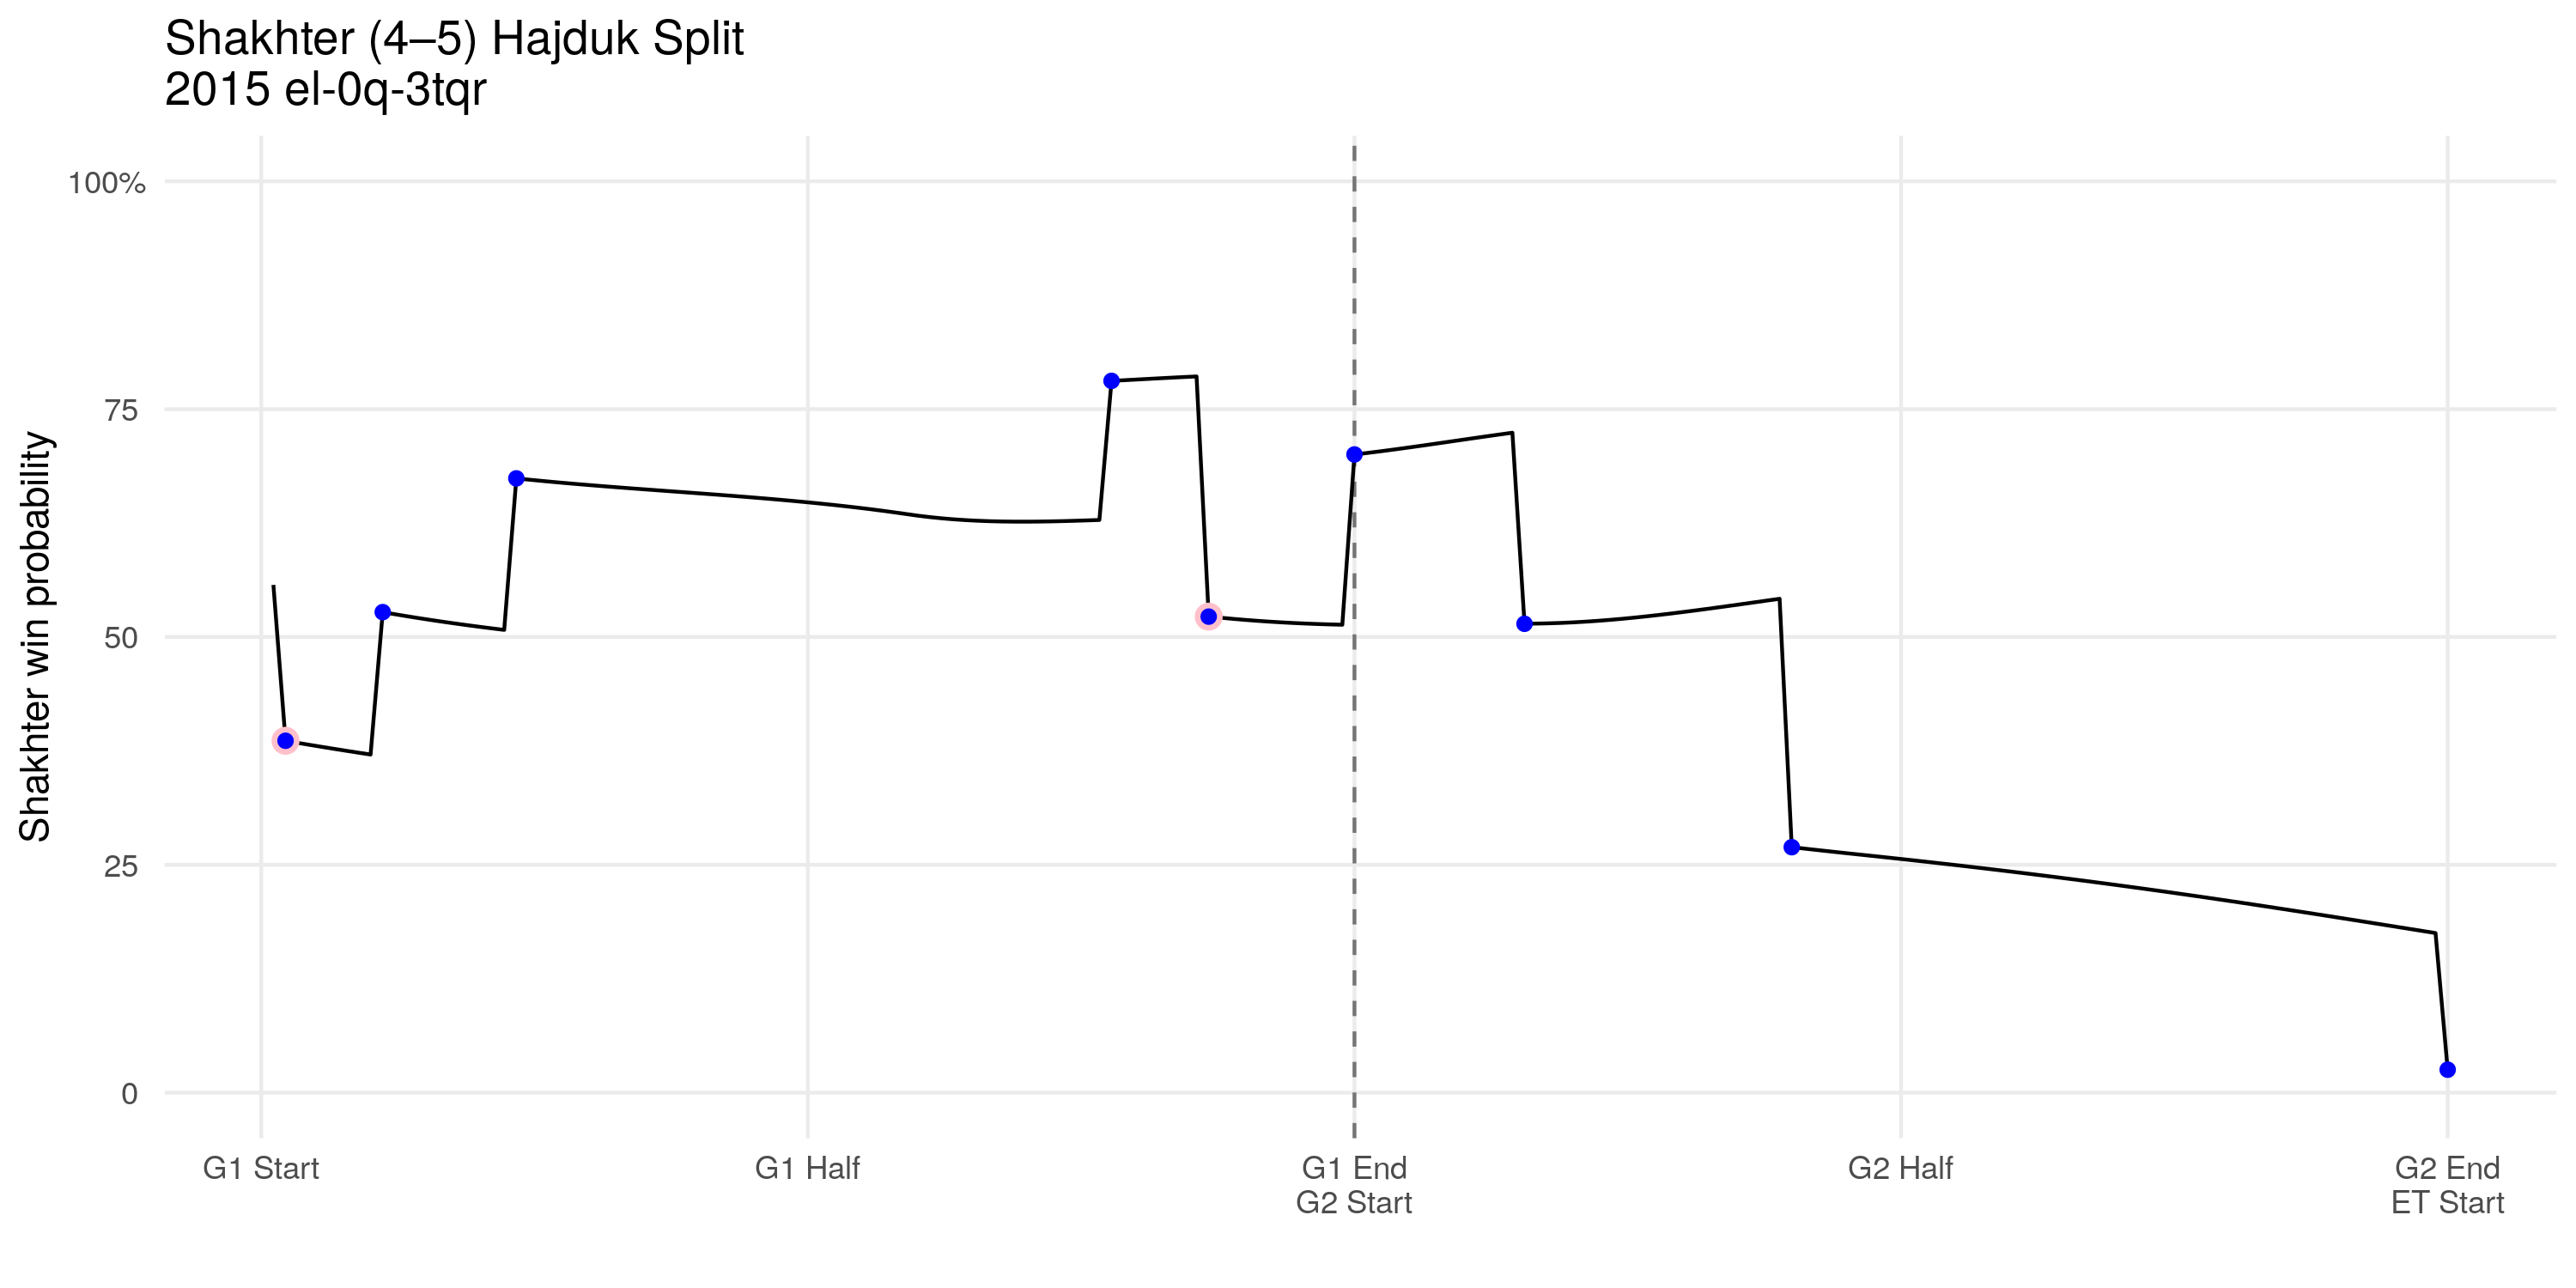 Shakhter (4–5) Hajduk Split
2015 el-0q-3tqr
Shakhter win probability
100%
75
50
25
0
G1 Start
G1 Half
G1 End
G2 Start
G2 Half
G2 End
ET Start